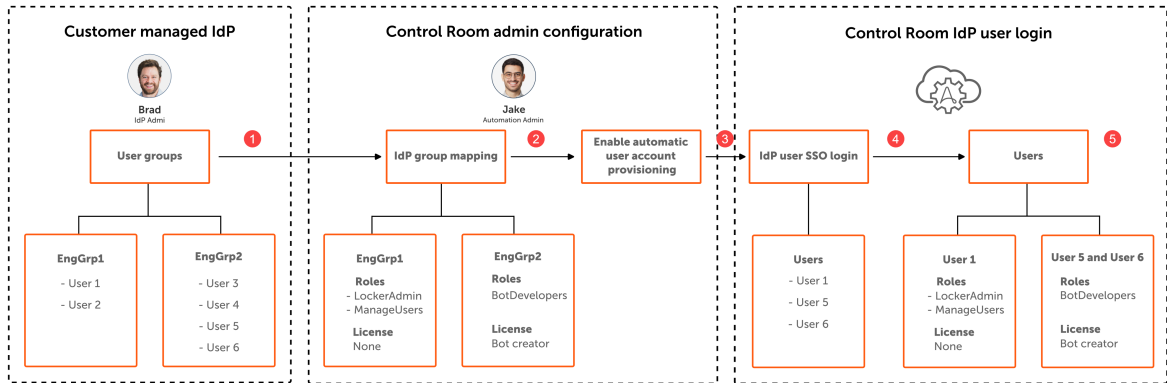 Customer managed IdP
Brad
IdP Admi
User groups
1
EngGrp1
- User 1
- User 2
EngGrp2
- User 3
- User 4
- User 5
- User 6
Control Room admin configuration
Jake
Automation Admin
IdP group mapping
2
Enable automatic
user account
provisioning
3
EngGrp1
Roles
- LockerAdmin
- ManageUsers
License
None
EngGrp2
Roles
BotDevelopers
License
Bot creator
Control Room IdP user login
A
IdP user SSO login
4
Users
5
Users
- User 1
- User 5
- User 6
User 1
Roles
- LockerAdmin
- ManageUsers
License
None
User 5 and User 6
Roles
BotDevelopers
License
Bot creator